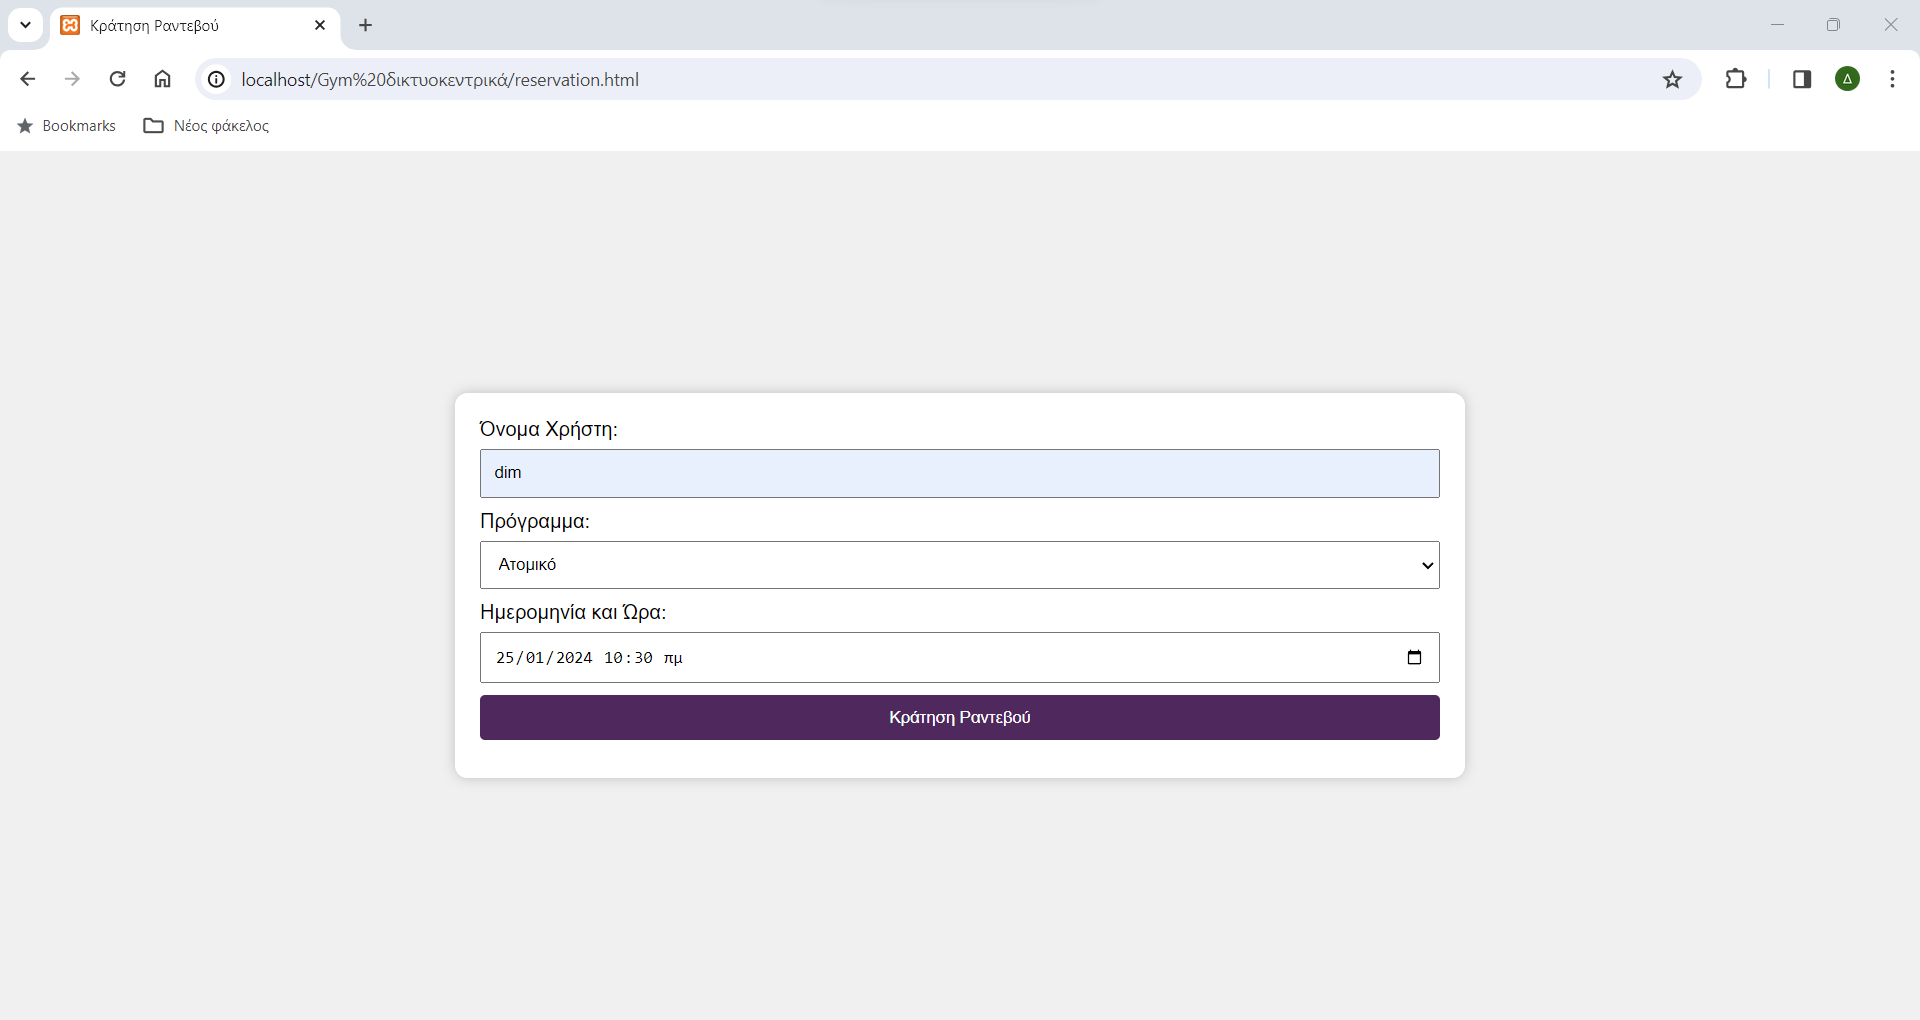 Κράτηση Ραντεβού
localhost/Gym%20δικτυοκεντρικά/reservation.html
Δ
Bookmarks
Νέος φάκελος
Όνομα Χρήστη:
dim
Πρόγραμμα:
Ατομικό
Ημερομηνία και Ώρα:
25/01/2024 10:30 πμ
Κράτηση Ραντεβού